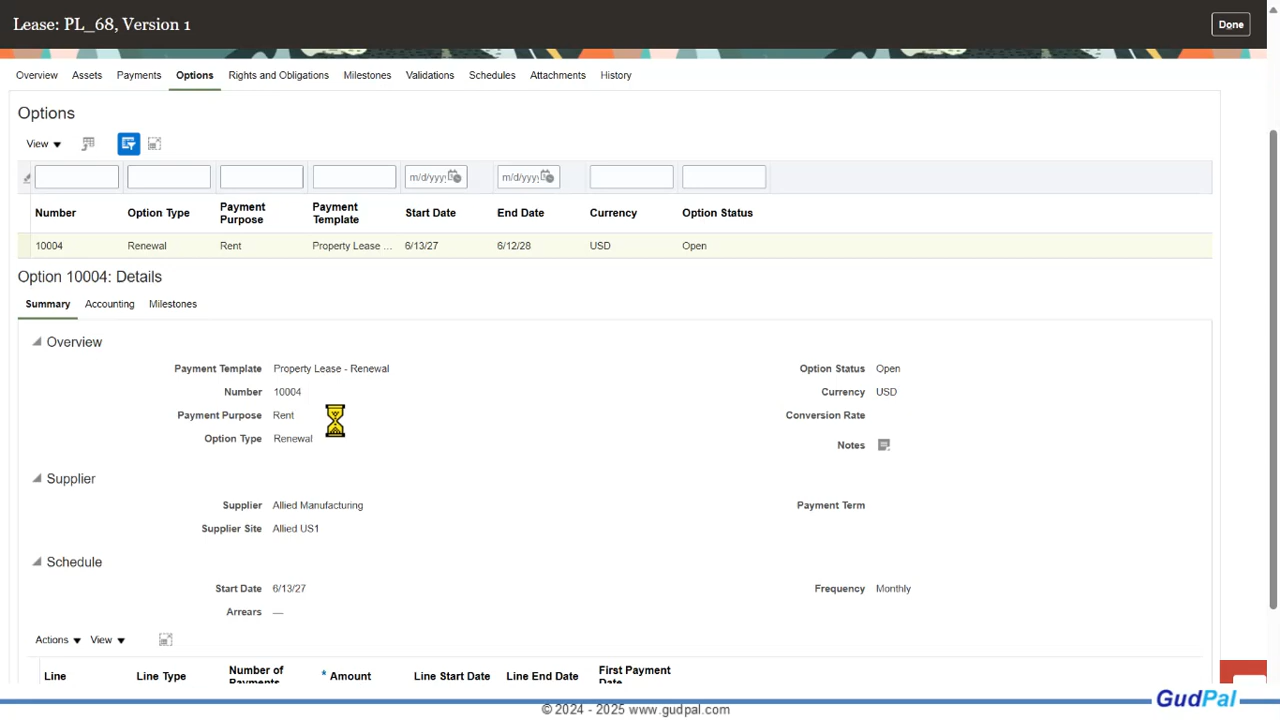 Lease: PL_68, Version 1
Done
Overview Assets Payments Options Rights and Obligations Milestones Validations Schedules Attachments History
Options
View
m/d/yyy m/d/yyy
Number Option Type Payment Purpose Payment Template Start Date End Date Currency Option Status
10004 Renewal Rent Property Lease ... 6/13/27 6/12/28 USD Open
Option 10004: Details
Summary Accounting Milestones
Overview
Payment Template Property Lease - Renewal Option Status Open
Number 10004 Currency USD
Payment Purpose Rent Conversion Rate
Option Type Renewal Notes
Supplier
Supplier Allied Manufacturing Payment Term
Supplier Site Allied US1
Schedule
Start Date 6/13/27 Frequency Monthly
Arrears —
Actions View
Line Line Type Number of Payments * Amount Line Start Date Line End Date First Payment Date
GudPal
© 2024 - 2025 www.gudpal.com